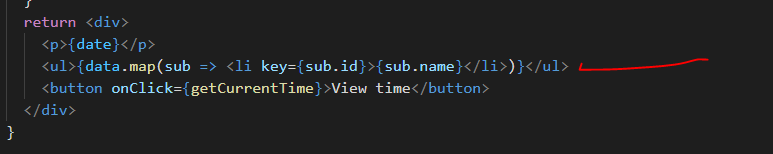 }
return <div>
<p>{date}</p>
<ul>{data.map(sub => <li key={sub.id}>{sub.name}</li>)}</ul>
<button onClick={getCurrentTime}>View time</button>
</div>
}